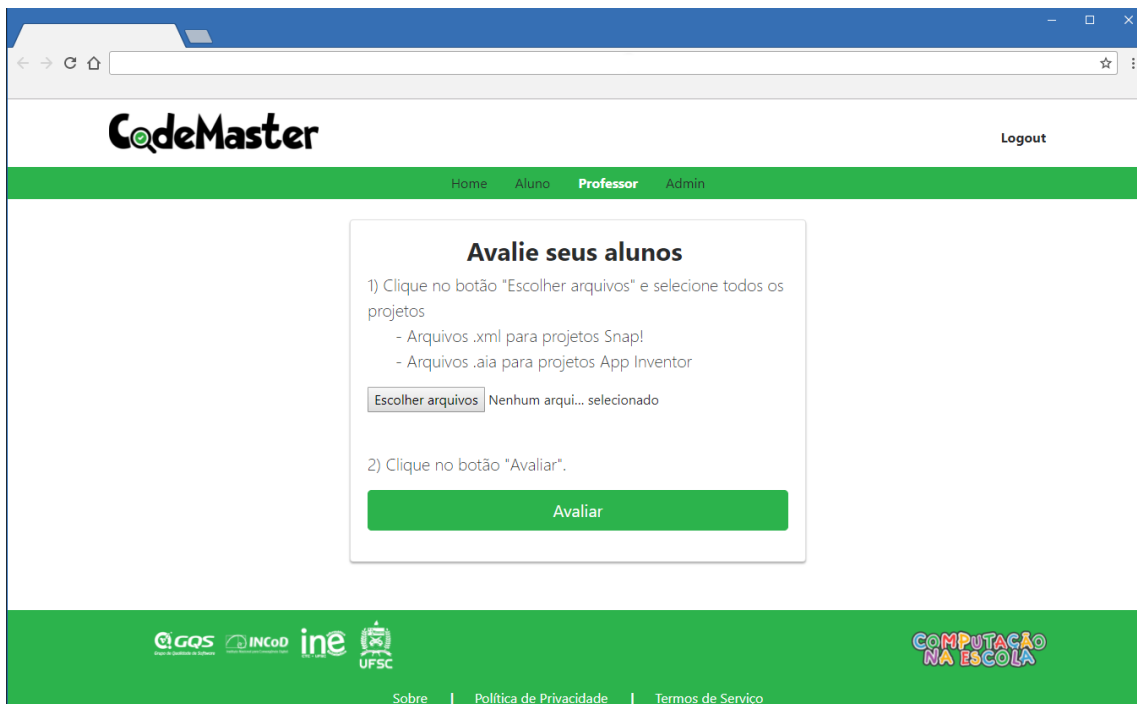 CodeMaster
Logout
Home Aluno Professor Admin
Avalie seus alunos
1) Clique no botão "Escolher arquivos" e selecione todos os
projetos
- Arquivos .xml para projetos Snap!
- Arquivos .aia para projetos App Inventor
Escolher arquivos Nenhum arqui... selecionado
2) Clique no botão "Avaliar".
Avaliar
GQS INCoD ine UFSC
COMPUTAÇÃO
NA ESCOLA
Sobre | Política de Privacidade | Termos de Serviço